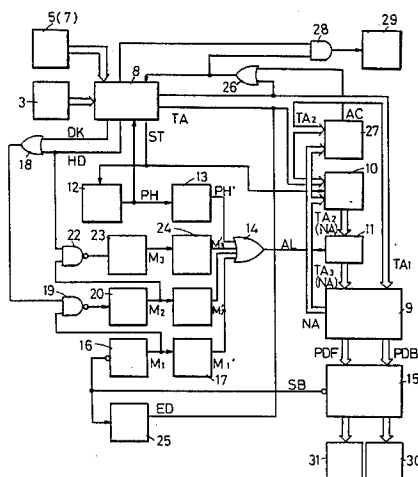 5(7)
28
29
8
3
26
AC
TA₂
27
TA
DK
ST
18
HD
13
10
12
PH
PH'
TA₂
(NA)
24
14
22
23
M₃
M₃'
AL
11
TA₃
(NA)
TA₁
19
20
M₂
M₂'
NA
9
16
M₁
M₁'
17
PDF
PDB
SB
15
ED
25
31
30